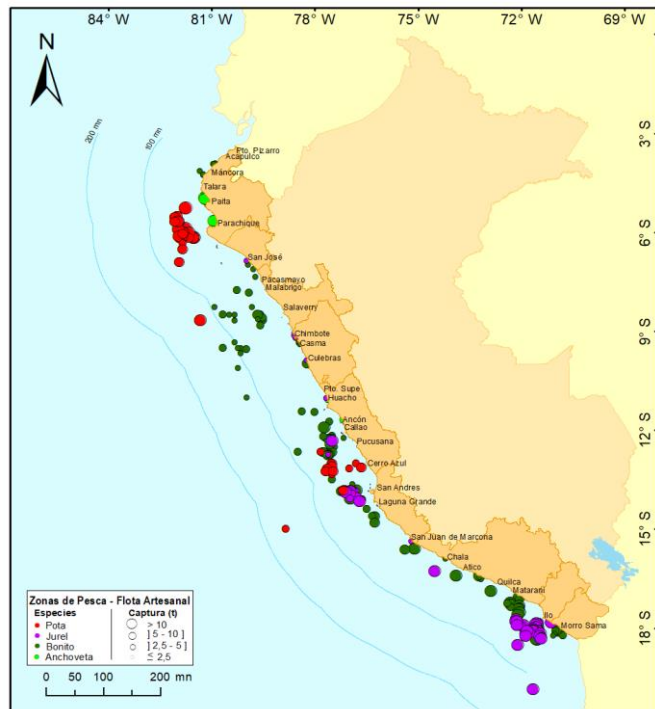 84°W 81°W 78°W 75°W 72°W 69°W
N
3°S
200 mn
100 mn
Pto. Pizarro
Acapulco
Máncora
Talara
Paita
Parachique
6°S
San José
Pacasmayo
Malabrigo
Salaverry
9°S
Chimbote
Casma
Culebras
Pto. Supe
Huacho
Ancón
Callao
12°S
Pucusana
Cerro Azul
San Andres
Laguna Grande
15°S
San Juan de Marcona
Chala
Atico
Quilca
Matarani
Ilo
Morro Sama
18°S
Zonas de Pesca - Flota Artesanal
Especies Captura (t)
Pota > 10
Jurel ] 5 - 10 ]
Bonito ] 2,5 - 5 ]
Anchoveta ≤ 2,5
0 50 100 200 mn